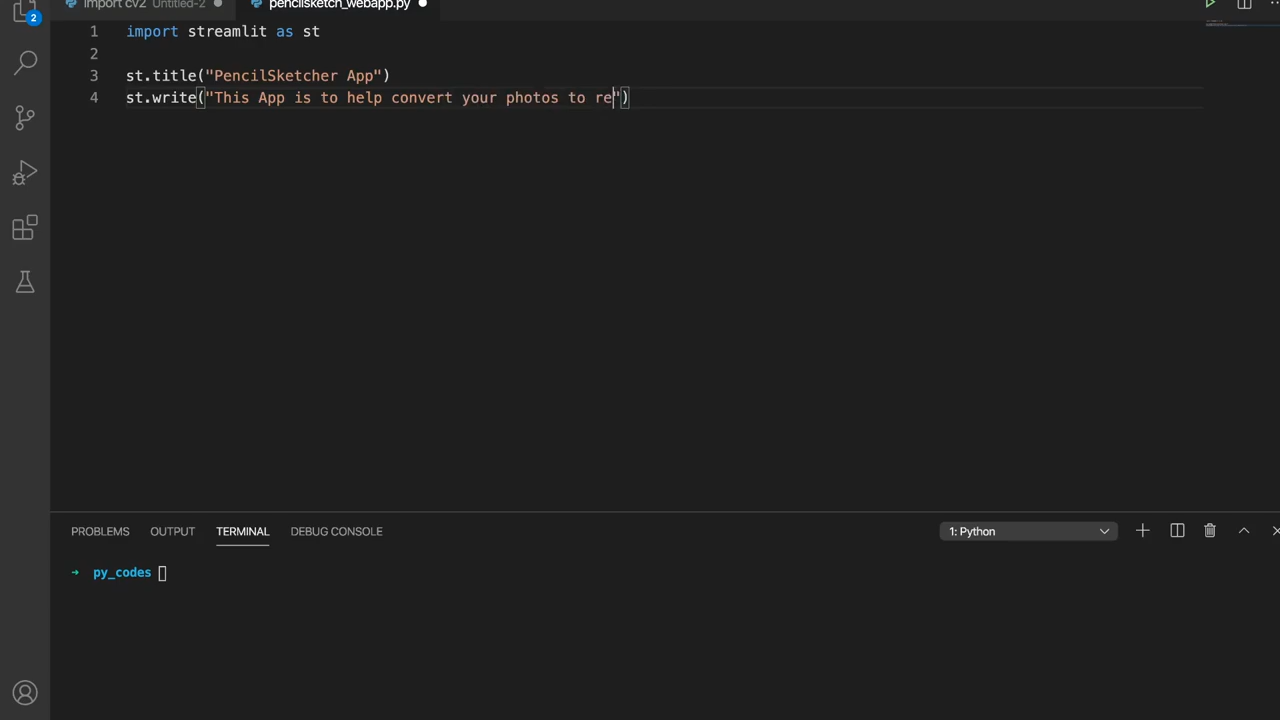 import cv2 Untitled-2
pencilsketch_webapp.py
2
1 import streamlit as st
2
3 st.title("PencilSketcher App")
4 st.write("This App is to help convert your photos to re")
PROBLEMS OUTPUT TERMINAL DEBUG CONSOLE
1: Python
→ py_codes